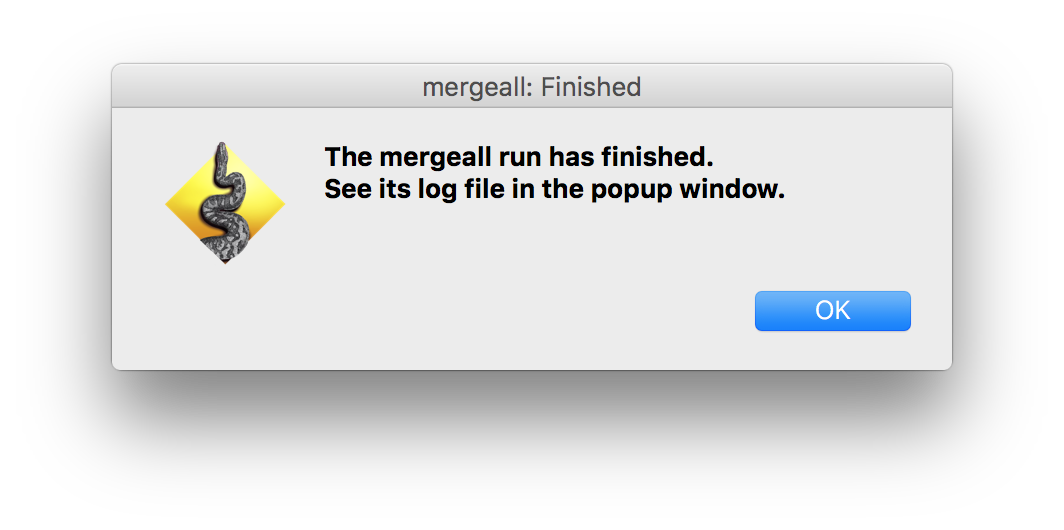 mergeall: Finished
The mergeall run has finished.
See its log file in the popup window.
OK